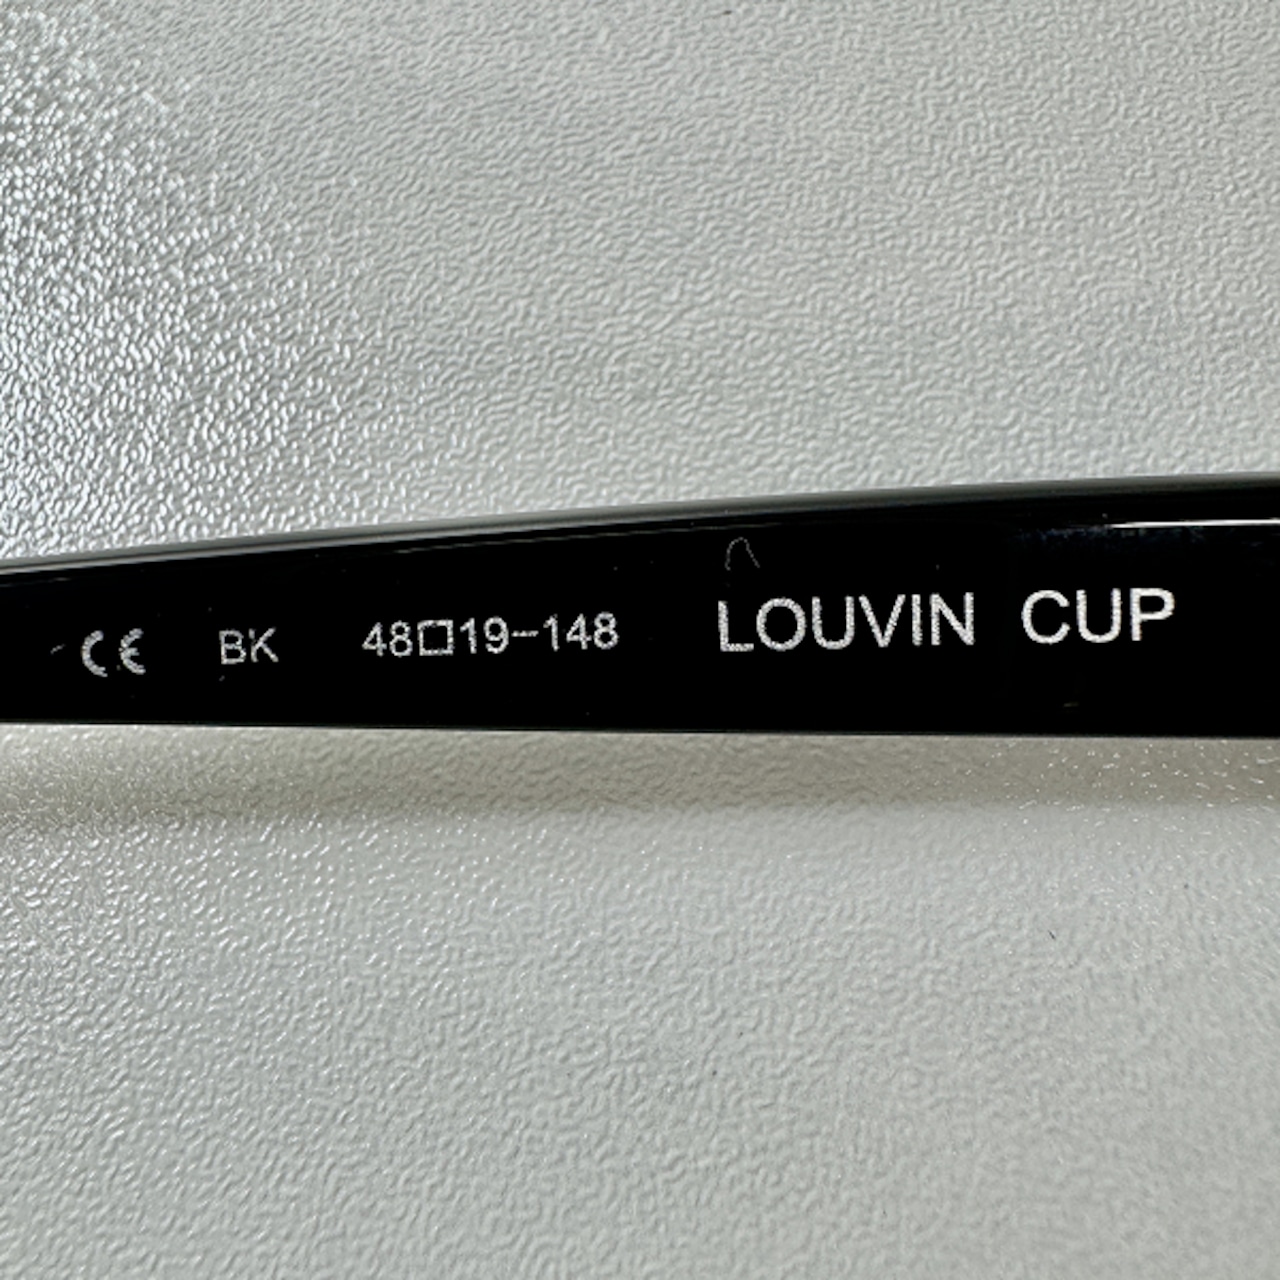 CE BK 48□19-148 LOUVIN CUP